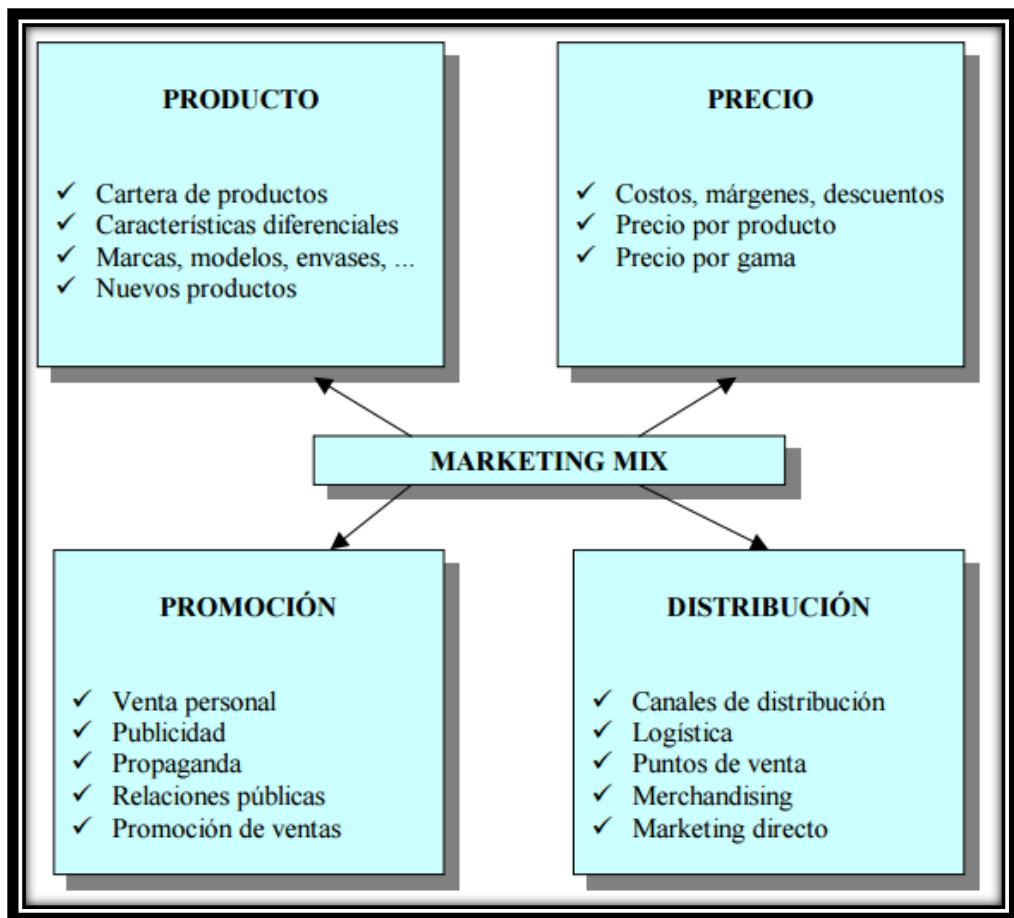 PRODUCTO
✓ Cartera de productos
✓ Características diferenciales
✓ Marcas, modelos, envases, ...
✓ Nuevos productos
PRECIO
✓ Costos, márgenes, descuentos
✓ Precio por producto
✓ Precio por gama
MARKETING MIX
PROMOCIÓN
✓ Venta personal
✓ Publicidad
✓ Propaganda
✓ Relaciones públicas
✓ Promoción de ventas
DISTRIBUCIÓN
✓ Canales de distribución
✓ Logística
✓ Puntos de venta
✓ Merchandising
✓ Marketing directo